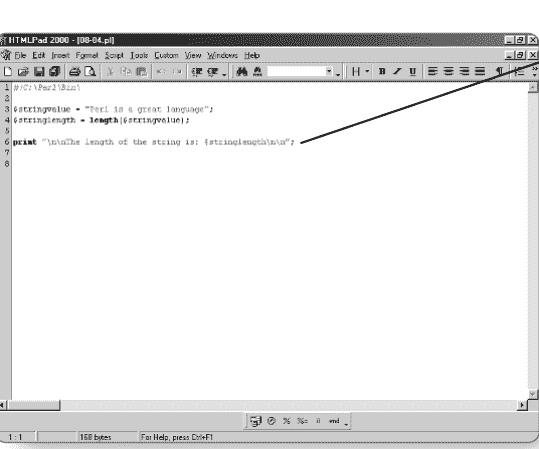 HTMLPad 2000 - [08-04.pl]
File Edit Insert Format Script Tools Custom View Windows Help
H B U
1 #!C:\Perl\Bin\
2
3 $stringvalue = "Perl is a great language";
4 $stringlength = length($stringvalue);
5
6 print "\n\nThe length of the string is: $stringlength\n\n";
7
8
% %= if end
1:1 168 bytes For Help, press Ctrl+F1